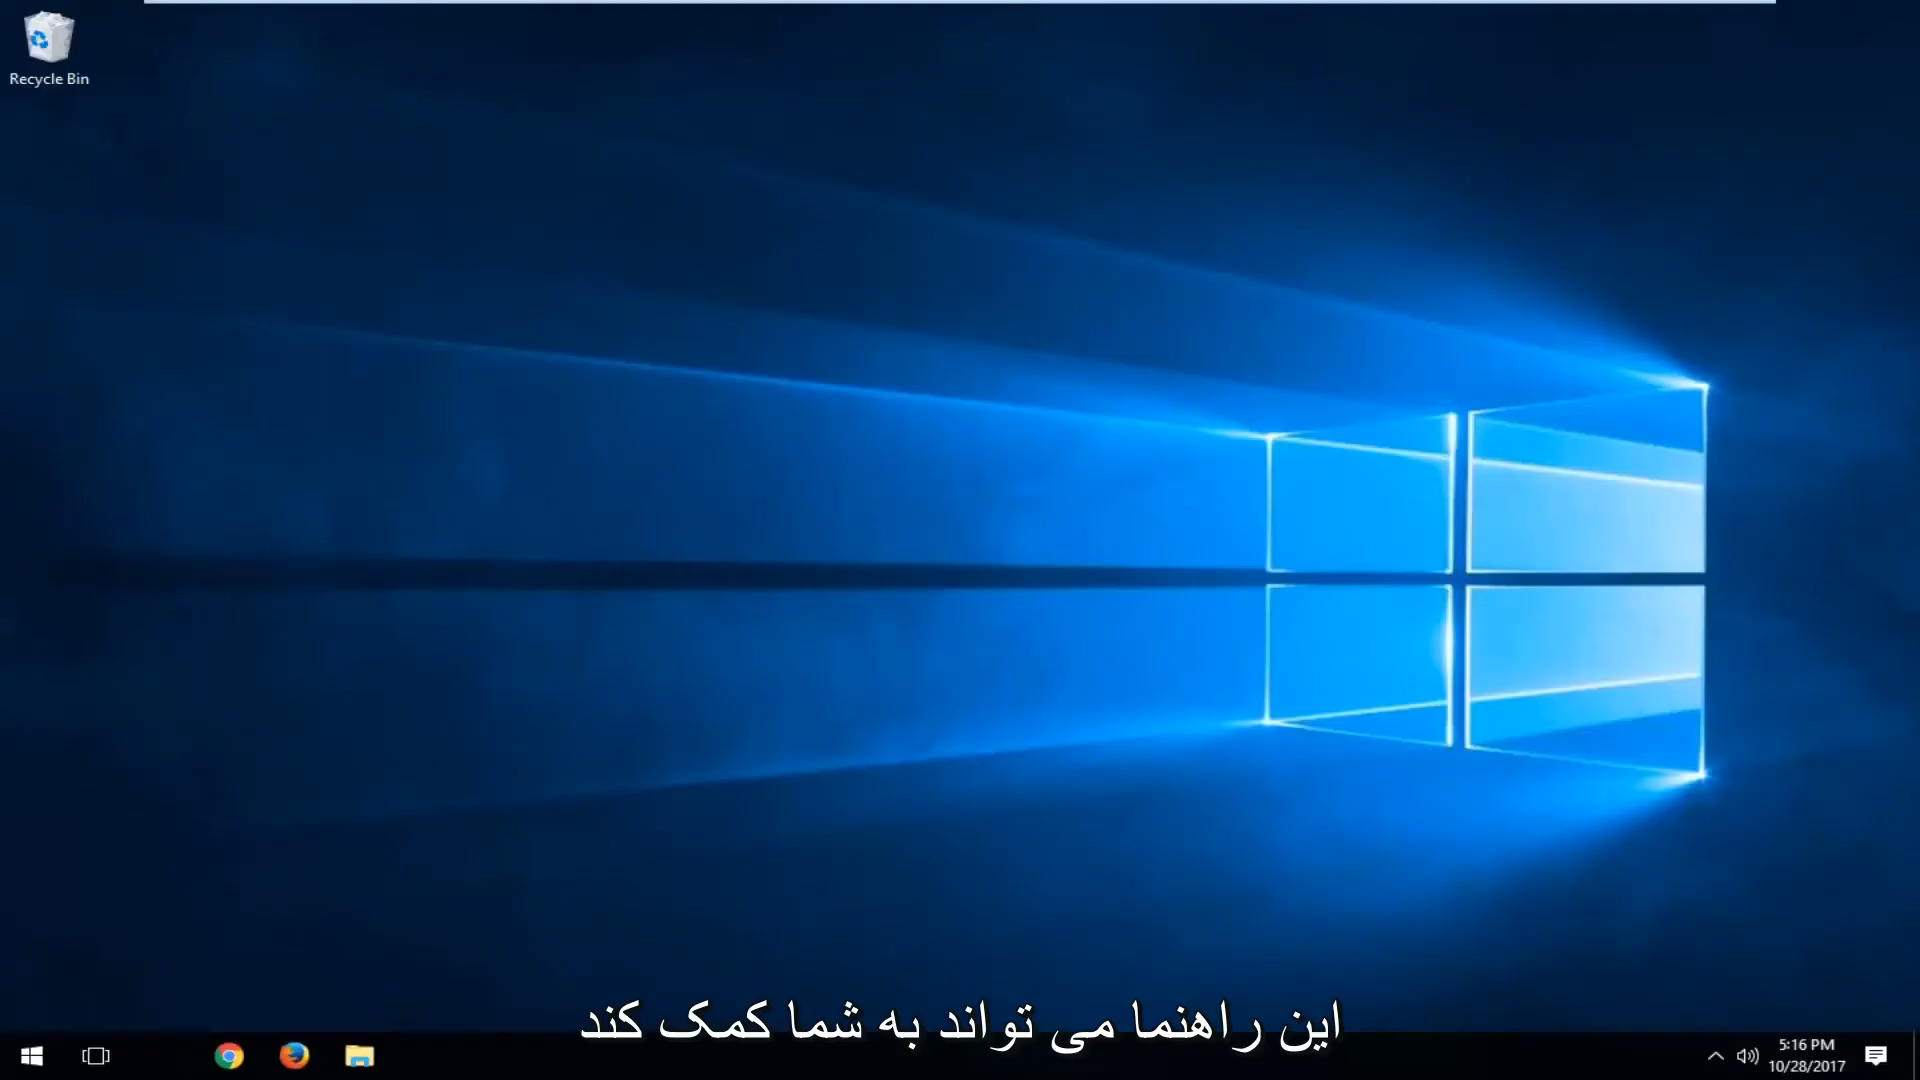 Recycle Bin
این راهنما می تواند به شما کمک کند
5:16 PM
10/28/2017